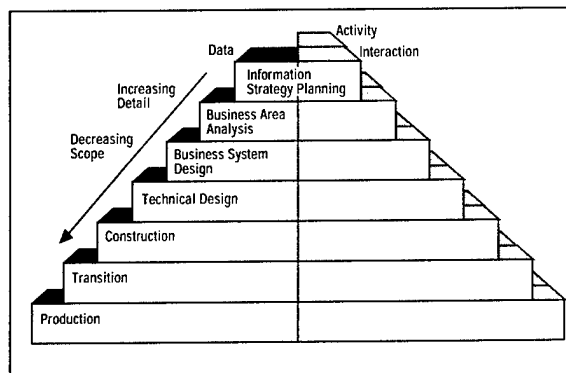 Activity
Data
Interaction
Increasing
Detail
Information
Strategy Planning
Business Area
Analysis
Decreasing
Scope
Business System
Design
Technical Design
Construction
Transition
Production